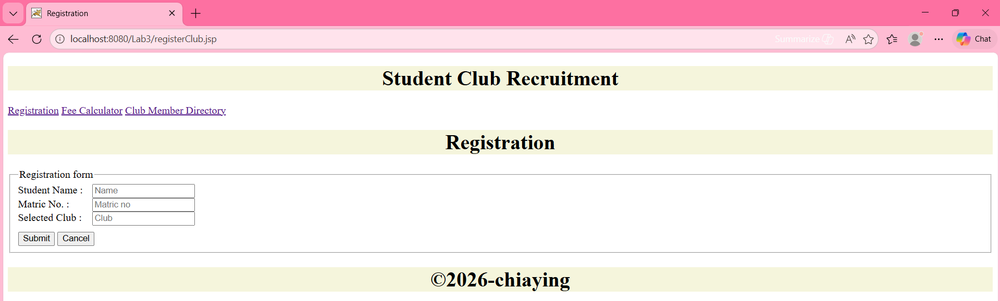 Registration
localhost:8080/Lab3/registerClub.jsp
Summarize
Chat
Student Club Recruitment
Registration Fee Calculator Club Member Directory
Registration
Registration form
Student Name : Name
Matric No. : Matric no
Selected Club : Club
Submit Cancel
©2026-chiaying